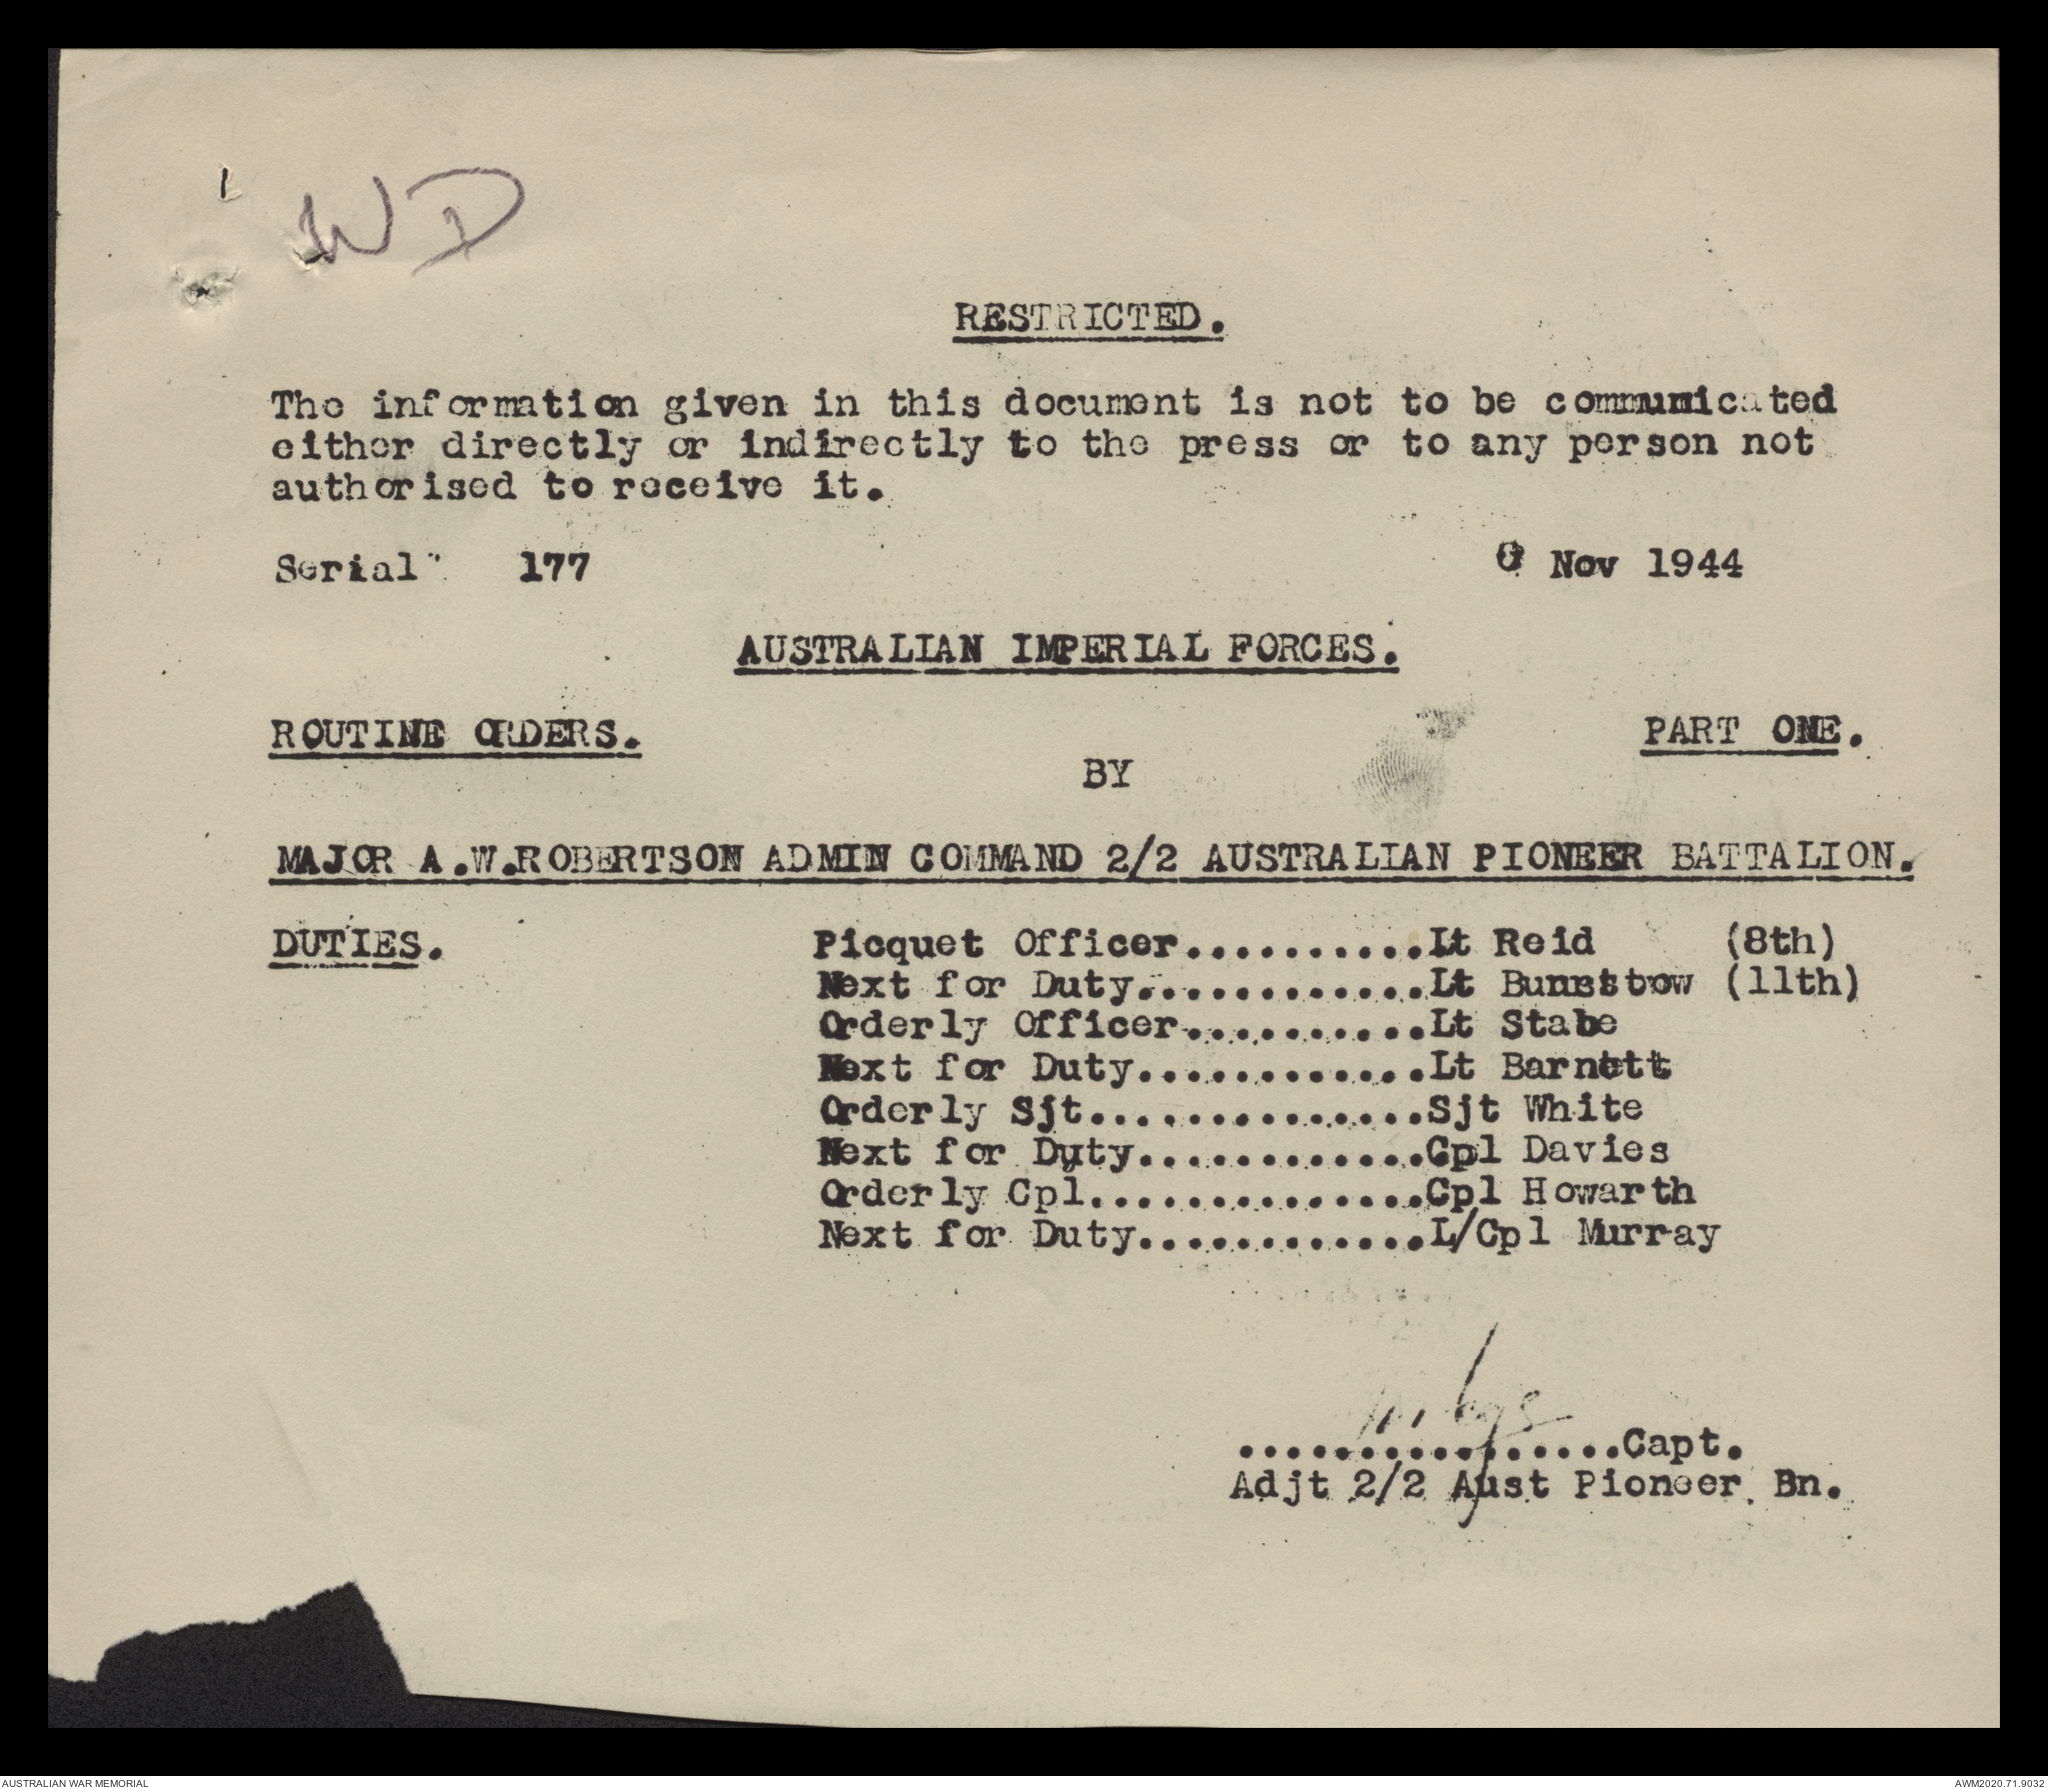 WD
RESTRICTED.
The information given in this document is not to be communicated
either directly or indirectly to the press or to any person not
authorised to receive it.
Serial 177 6 Nov 1944
AUSTRALIAN IMPERIAL FORCES.
ROUTINE ORDERS. PART ONE.
BY
MAJOR A.W.ROBERTSON ADMIN COMMAND 2/2 AUSTRALIAN PIONEER BATTALION.
DUTIES. Picquet Officer..........Lt Reid (8th)
Next for Duty............Lt (11th)
Orderly Officer..........Lt Stabe
Next for Duty............Lt Barnett
Orderly Sjt..............Sjt White
Next for Duty............Cpl Davies
Orderly Cpl..............Cpl Howarth
Next for Duty............L/Cpl Murray
................Capt.
Adjt 2/2 Aust Pioneer Bn.
AUSTRALIAN WAR MEMORIAL AWM2020.71.9032